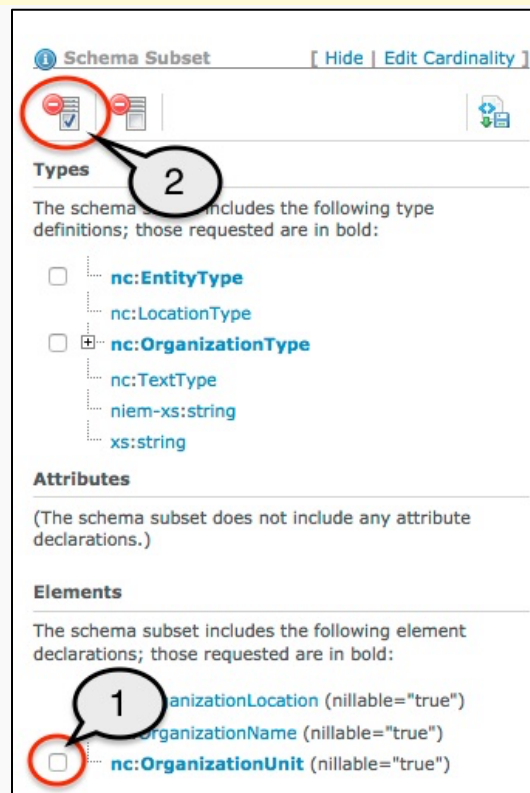 Schema Subset [ Hide | Edit Cardinality ]
2
Types
The schema includes the following type
definitions; those requested are in bold:
nc:EntityType
nc:LocationType
nc:OrganizationType
nc:TextType
niem-xs:string
xs:string
Attributes
(The schema subset does not include any attribute
declarations.)
Elements
The schema subset includes the following element
declarations; those requested are in bold:
1
anizationLocation (nillable="true")
OrganizationName (nillable="true")
nc:OrganizationUnit (nillable="true")